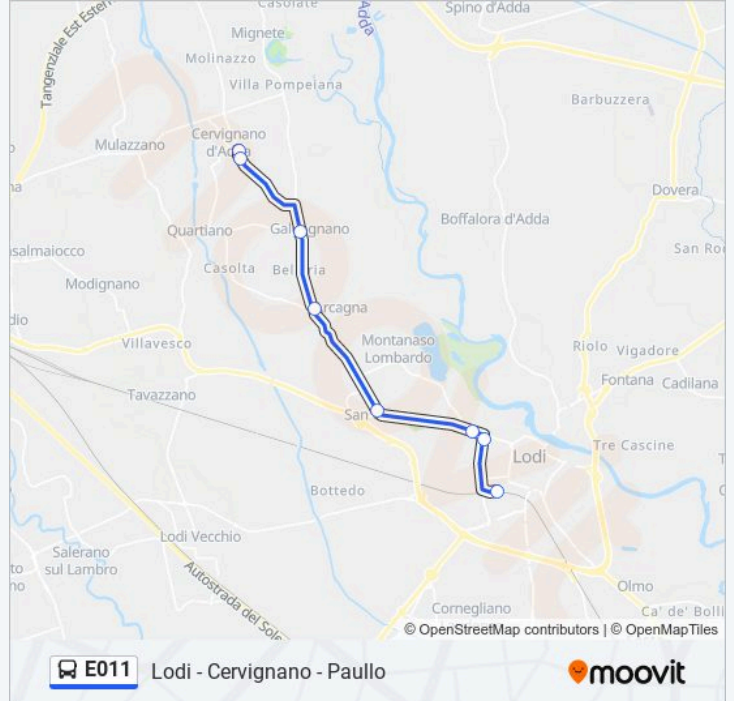 Casolate
Spino d'Adda
Adda
Mignete
Tangenziale Est Estern
Molinazzo
Villa Pompeiana
Barbuzzera
Cervignano
d'Adda
Mulazzano
Dovera
Boffalora d'Adda
Quartiano
Galgagnano
San Ro
salmaiocco
Casolta
Modignano
Arcagna
dio
Montanaso
Lombardo
Villavesco
Riolo
Vigadore
Fontana
Cadilana
Tavazzano
San
Tre Cascine
Lodi
Bottedo
Lodi Vecchio
Salerano
sul Lambro
Autostrada del Sole
Olmo
Cornegliano
Ca' de' Bolli
© OpenStreetMap contributors | © OpenMapTiles
E011
Lodi - Cervignano - Paullo
moovit